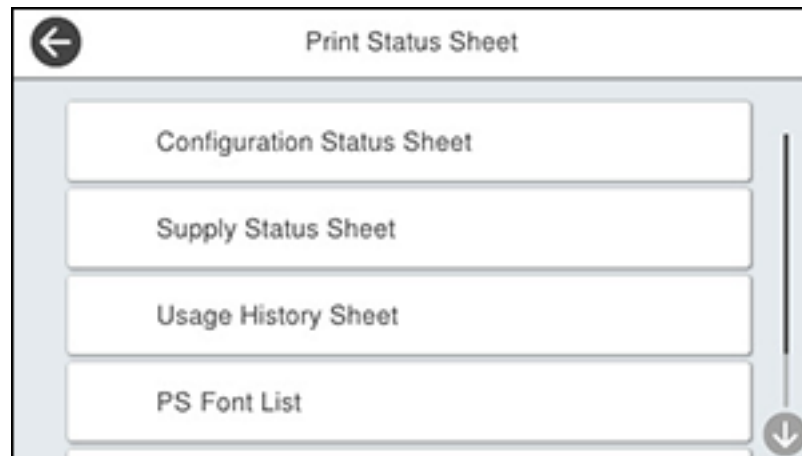 Print Status Sheet
Configuration Status Sheet
Supply Status Sheet
Usage History Sheet
PS Font List